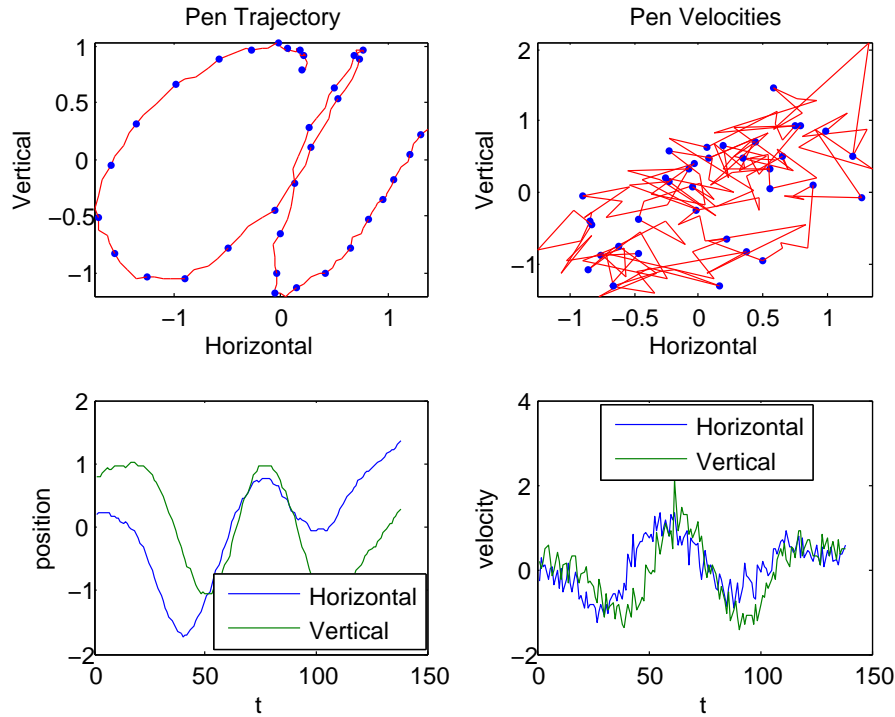 Pen Trajectory
1
0.5
0
−0.5
−1
Vertical
−1 0 1
Horizontal
Pen Velocities
2
1
0
−1
Vertical
−1 −0.5 0 0.5 1
Horizontal
2
1
0
−1
−2
position
Horizontal
Vertical
0 50 100 150
t
4
2
0
−2
velocity
Horizontal
Vertical
0 50 100 150
t